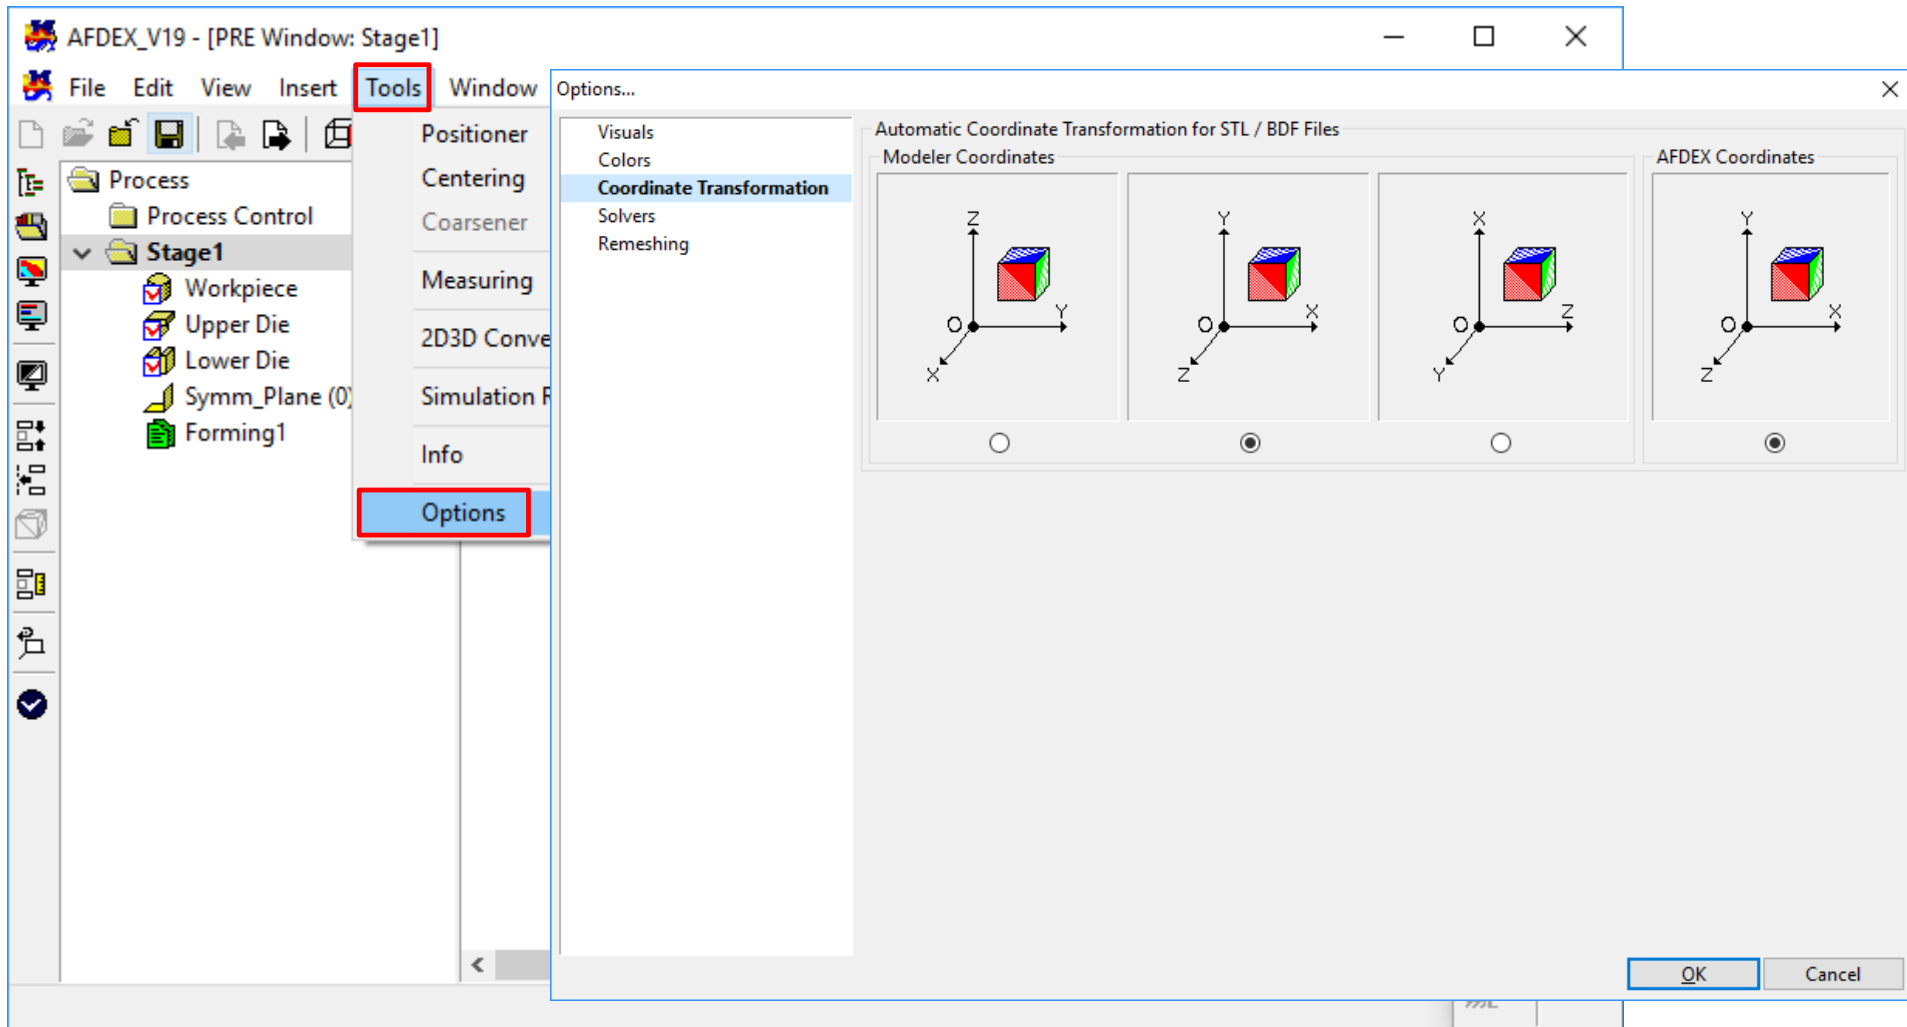 AFDEX_V19 - [PRE Window: Stage1]
File Edit View Insert Tools Window
Process
Process Control
Stage1
Workpiece
Upper Die
Lower Die
Symm_Plane (0)
Forming1
Positioner
Centering
Coarsener
Measuring
2D3D Conve
Simulation R
Info
Options
Options...
Visuals
Colors
Coordinate Transformation
Solvers
Remeshing
Automatic Coordinate Transformation for STL / BDF Files
Modeler Coordinates
AFDEX Coordinates
Z
O Y
X
Y
O X
Z
X
O Z
Y
Y
O X
Z
OK Cancel